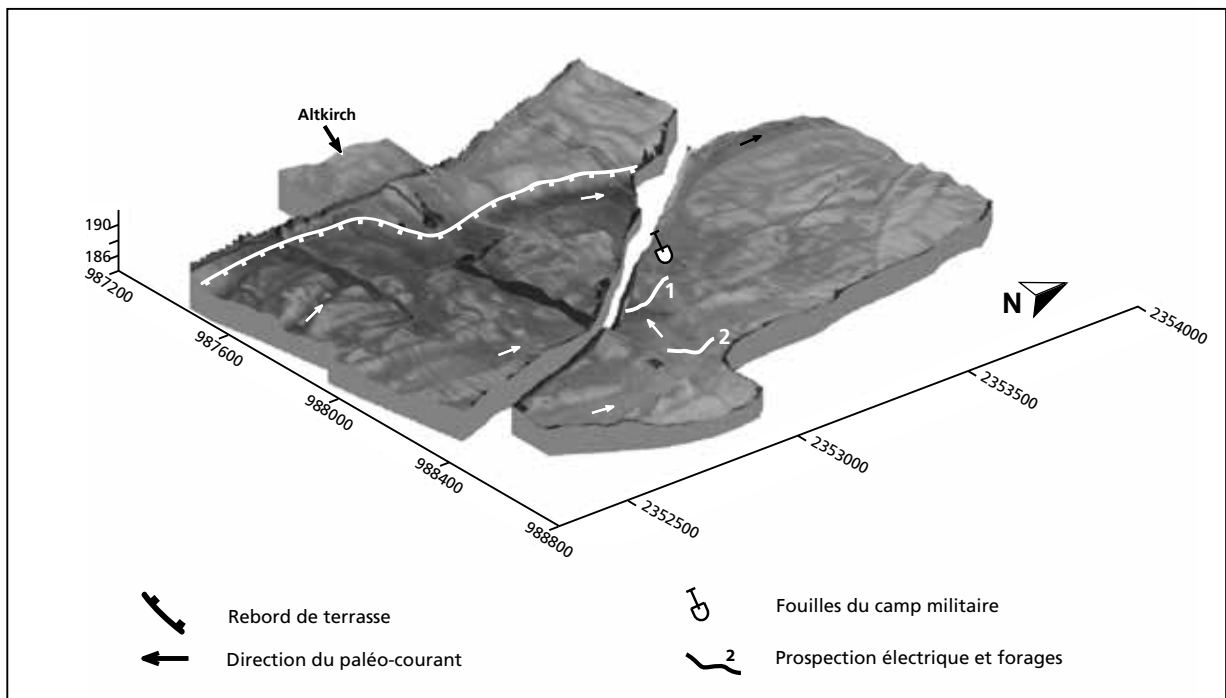 Altkirch
190
186
987200
987600
988000
988400
988800
2352500
2353000
2353500
2354000
1
2
N
Rebord de terrasse
Direction du paléo-courant
Fouilles du camp militaire
2
Prospection électrique et forages